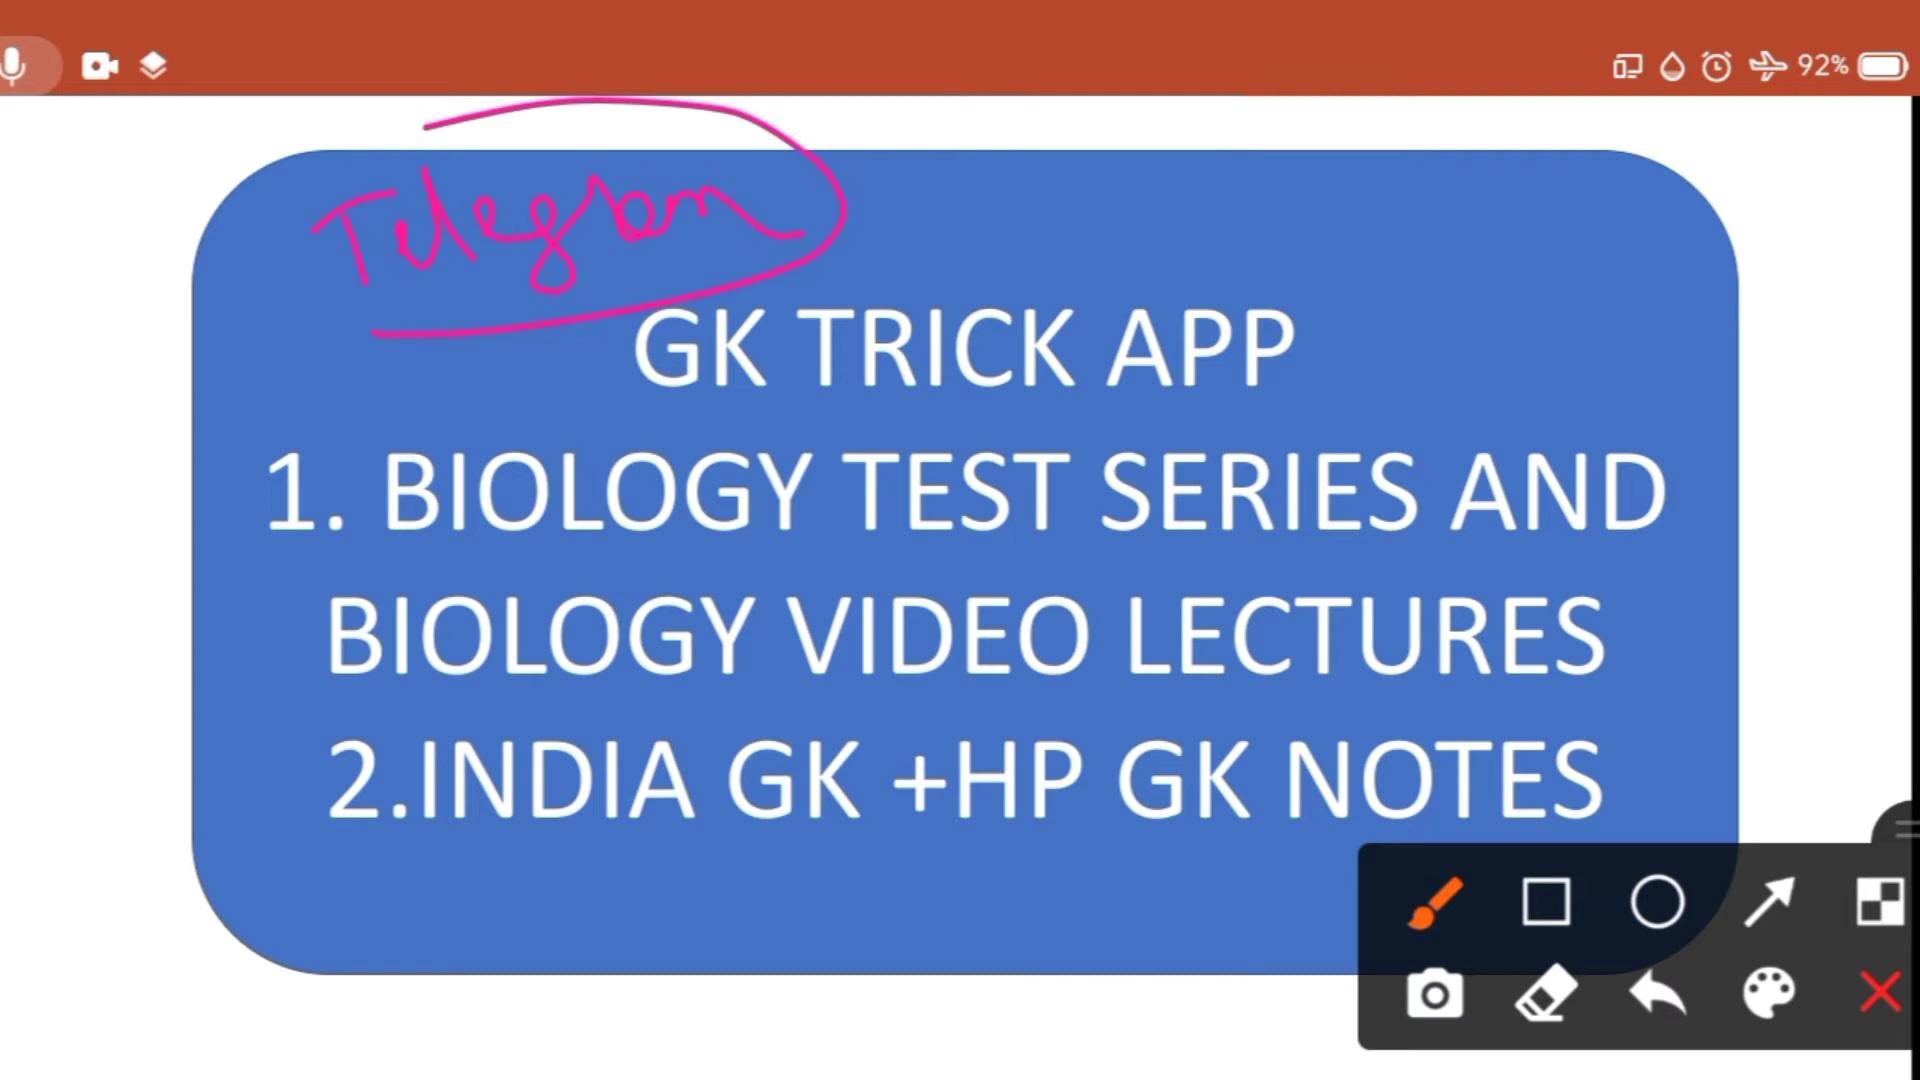 92%
Telegram
GK TRICK APP
1. BIOLOGY TEST SERIES AND
BIOLOGY VIDEO LECTURES
2.INDIA GK +HP GK NOTES